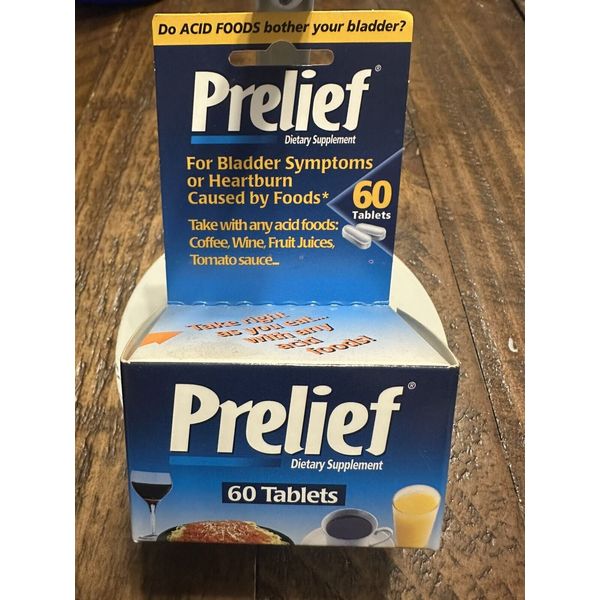 Do ACID FOODS bother your bladder?
Prelief®
Dietary Supplement
For Bladder Symptoms
or Heartburn
Caused by Foods*
60
Tablets
Take with any acid foods:
Coffee, Wine, Fruit Juices,
Tomato sauce...
Take right
as you eat...
with any
acid
foods!
Prelief®
Dietary Supplement
60 Tablets